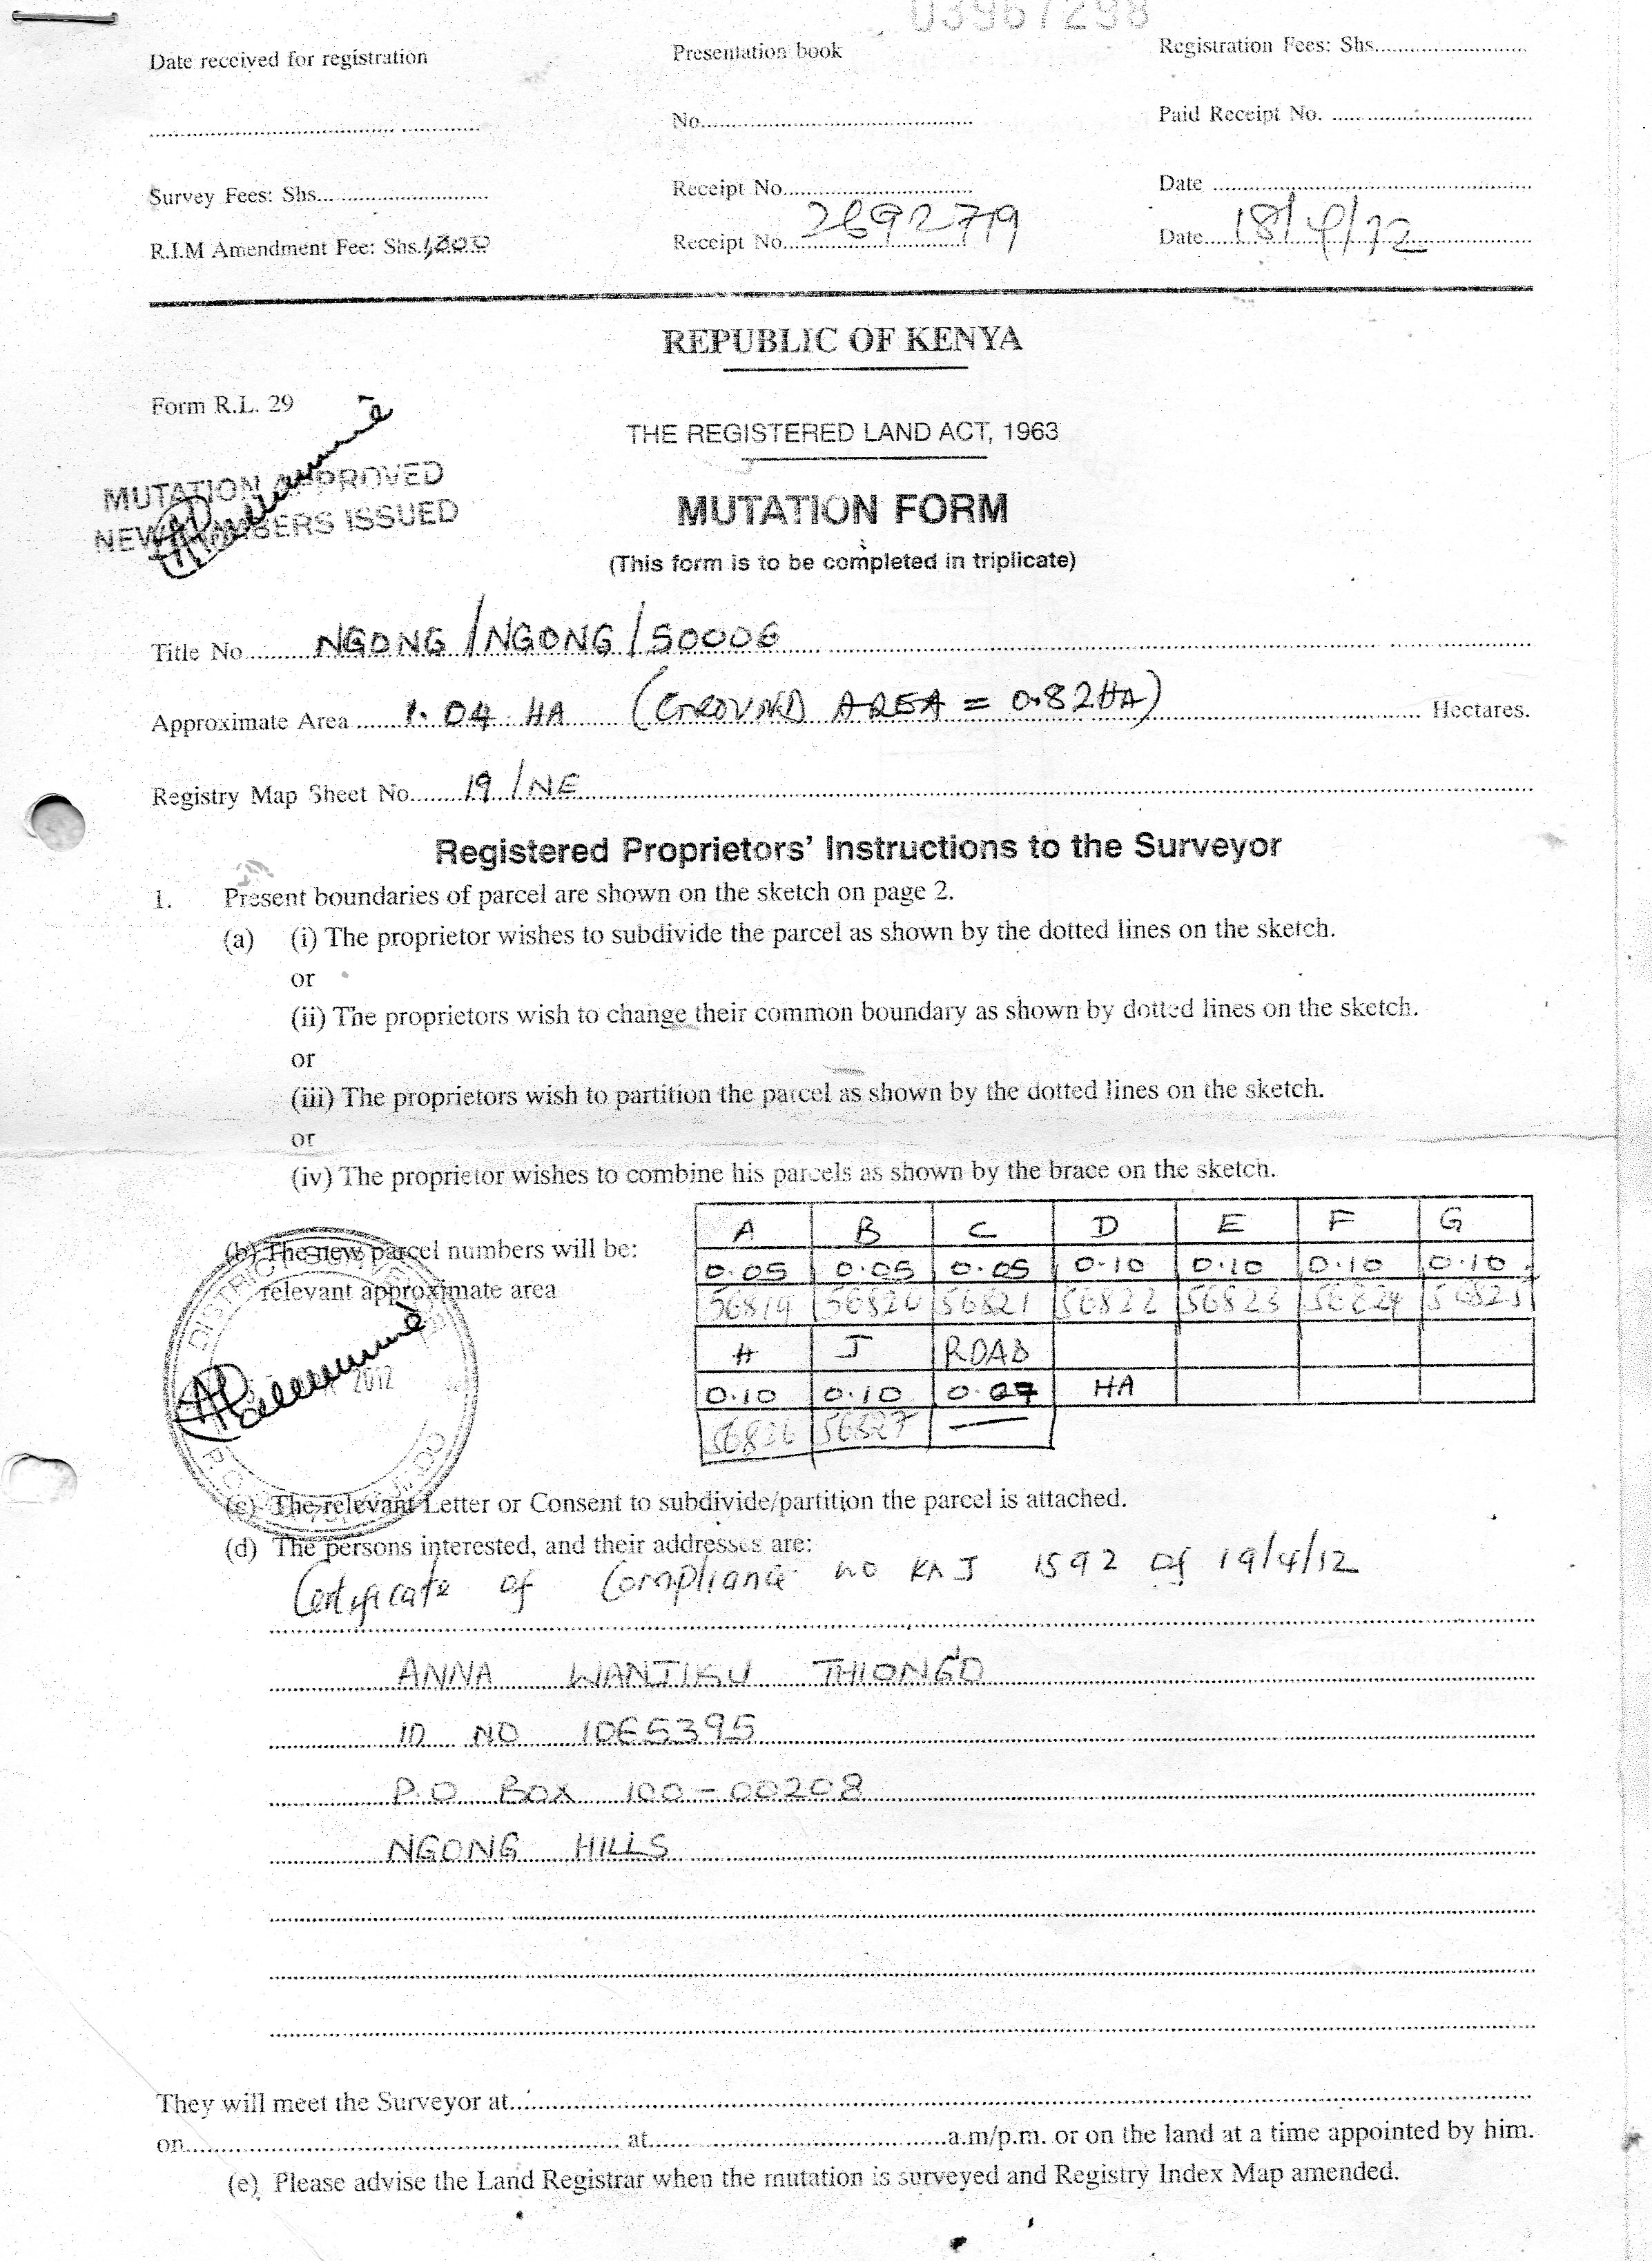 03967298
Date received for registration
Presentation book
Registration Fees: Shs..............................
............................................................
No..................................................
Paid Receipt No. ......................................
Survey Fees: Shs..............................
Receipt No..............................
Date ..................................................
R.I.M Amendment Fee: Shs.
Receipt No. 2692779
Date 18/4/12
REPUBLIC OF KENYA
Form R.L. 29
THE REGISTERED LAND ACT, 1963
MUTATION APPROVED
NEW NUMBERS ISSUED
MUTATION FORM
(This form is to be completed in triplicate)
Title No. NGONG/NGONG/50006
Approximate Area 1.04 HA (GROUND AREA = 0.82HA) Hectares.
Registry Map Sheet No. 19/NE
Registered Proprietors' Instructions to the Surveyor
1. Present boundaries of parcel are shown on the sketch on page 2.
(a) (i) The proprietor wishes to subdivide the parcel as shown by the dotted lines on the sketch.
or
(ii) The proprietors wish to change their common boundary as shown by dotted lines on the sketch.
or
(iii) The proprietors wish to partition the parcel as shown by the dotted lines on the sketch.
or
(iv) The proprietor wishes to combine his parcels as shown by the brace on the sketch.
(b) The new parcel numbers will be:
relevant approximate area
A B C D E F G
0.05 0.05 0.05 0.10 0.10 0.10 0.10
56819 56820 56821 56822 56823 56824 56825
H J ROAD
0.10 0.10 0.07 HA
56826 56827 —
2012
(c) The relevant Letter or Consent to subdivide/partition the parcel is attached.
(d) The persons interested, and their addresses are:
Certificate of Compliance no KAJ 1592 of 19/4/12
ANNA WANJIKU THIONG'O
ID NO 1065395
P.O BOX 100-00208
NGONG HILLS
They will meet the Surveyor at..................................................
on.................................................. at..............................a.m/p.m. or on the land at a time appointed by him.
(e) Please advise the Land Registrar when the mutation is surveyed and Registry Index Map amended.